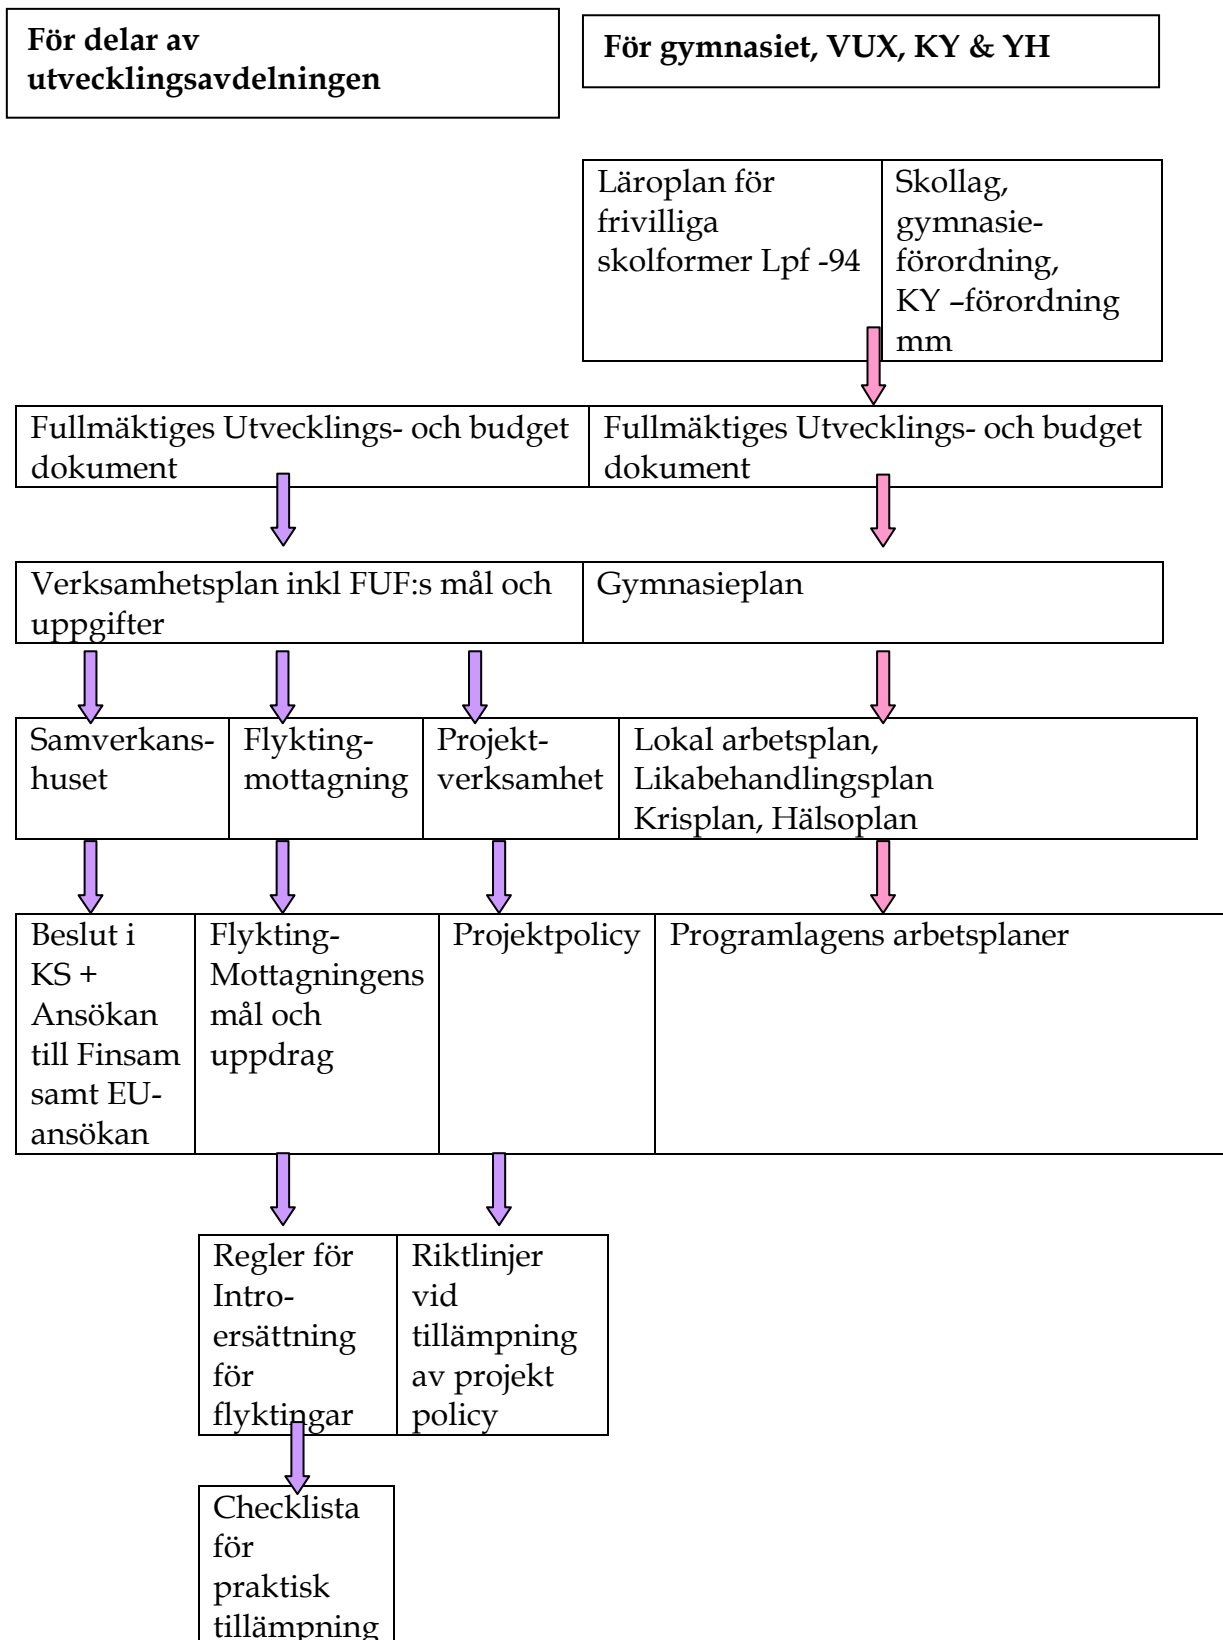 För delar av
utvecklingsavdelningen
För gymnasiet, VUX, KY & YH
Läroplan för
frivilliga
skolformer Lpf -94
Skollag,
gymnasie-
förordning,
KY –förordning
mm
Fullmäktiges Utvecklings- och budget
dokument
Fullmäktiges Utvecklings- och budget
dokument
Verksamhetsplan inkl FUF:s mål och
uppgifter
Gymnasieplan
Samverkans-
huset
Flykting-
mottagning
Projekt-
verksamhet
Lokal arbetsplan,
Likabehandlingsplan
Krisplan, Hälsoplan
Beslut i
KS +
Ansökan
till Finsam
samt EU-
ansökan
Flykting-
Mottagningens
mål och
uppdrag
Projektpolicy
Programlagens arbetsplaner
Regler för
Intro-
ersättning
för
flyktingar
Riktlinjer
vid
tillämpning
av projekt
policy
Checklista
för
praktisk
tillämpning